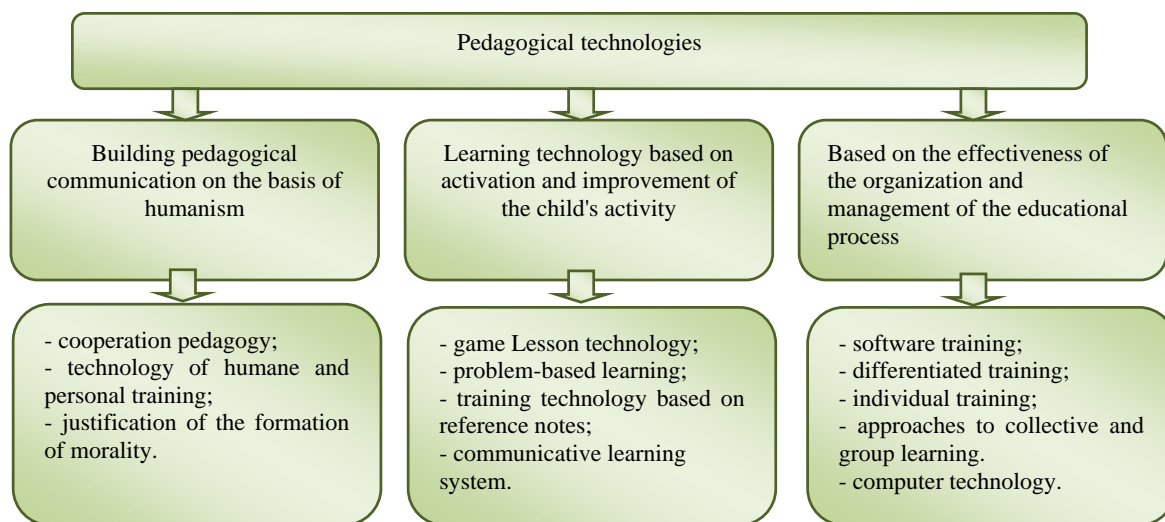 Pedagogical technologies
Building pedagogical
communication on the basis of
humanism
Learning technology based on
activation and improvement of
the child's activity
Based on the effectiveness of
the organization and
management of the educational
process
- cooperation pedagogy;
- technology of humane and
personal training;
- justification of the formation
of morality.
- game Lesson technology;
- problem-based learning;
- training technology based on
reference notes;
- communicative learning
system.
- software training;
- differentiated training;
- individual training;
- approaches to collective and
group learning.
- computer technology.